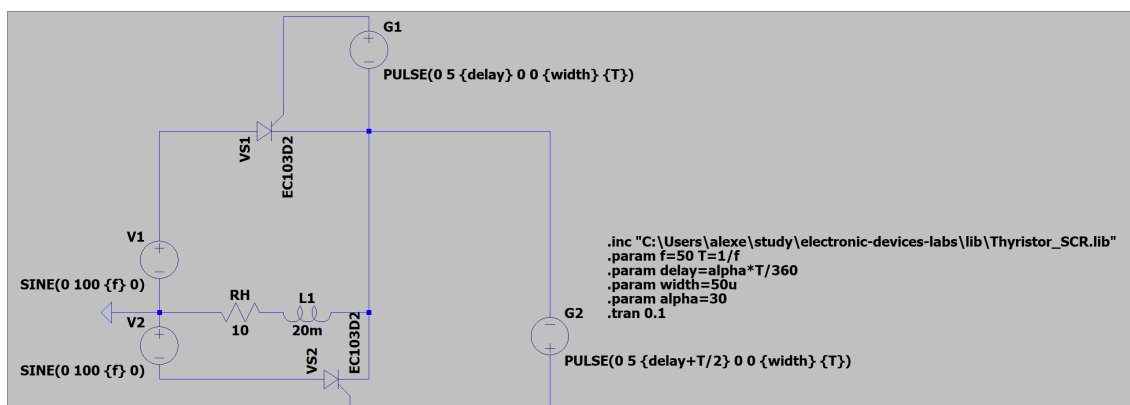 G1
PULSE(0 5 {delay} 0 0 {width} {T})
VS1
EC103D2
V1
SINE(0 100 {f} 0)
RH
10
L1
20m
V2
SINE(0 100 {f} 0)
VS2
EC103D2
.inc "C:\Users\alexe\study\electronic-devices-labs\lib\Thyristor_SCR.lib"
.param f=50 T=1/f
.param delay=alpha*T/360
.param width=50u
.param alpha=30
.tran 0.1
G2
PULSE(0 5 {delay+T/2} 0 0 {width} {T})